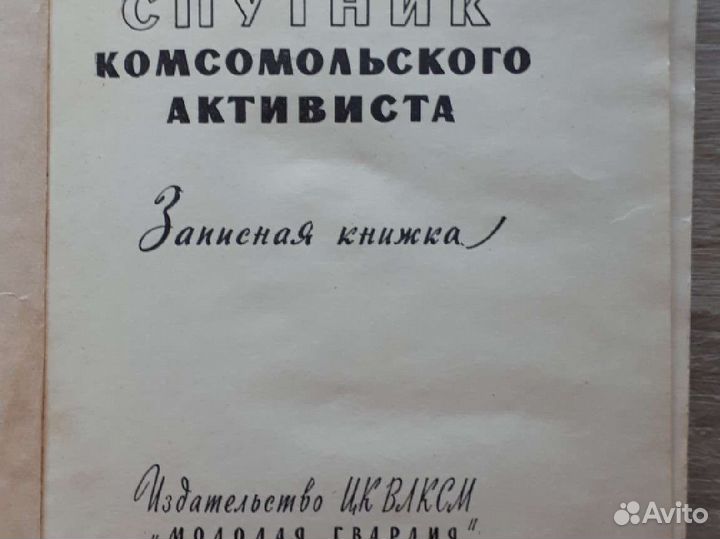 СПУТНИК
КОМСОМОЛЬСКОГО
АКТИВИСТА
Записная книжка
Издательство ЦК ВЛКСМ
„МОЛОДАЯ ГВАРДИЯ"
Avito